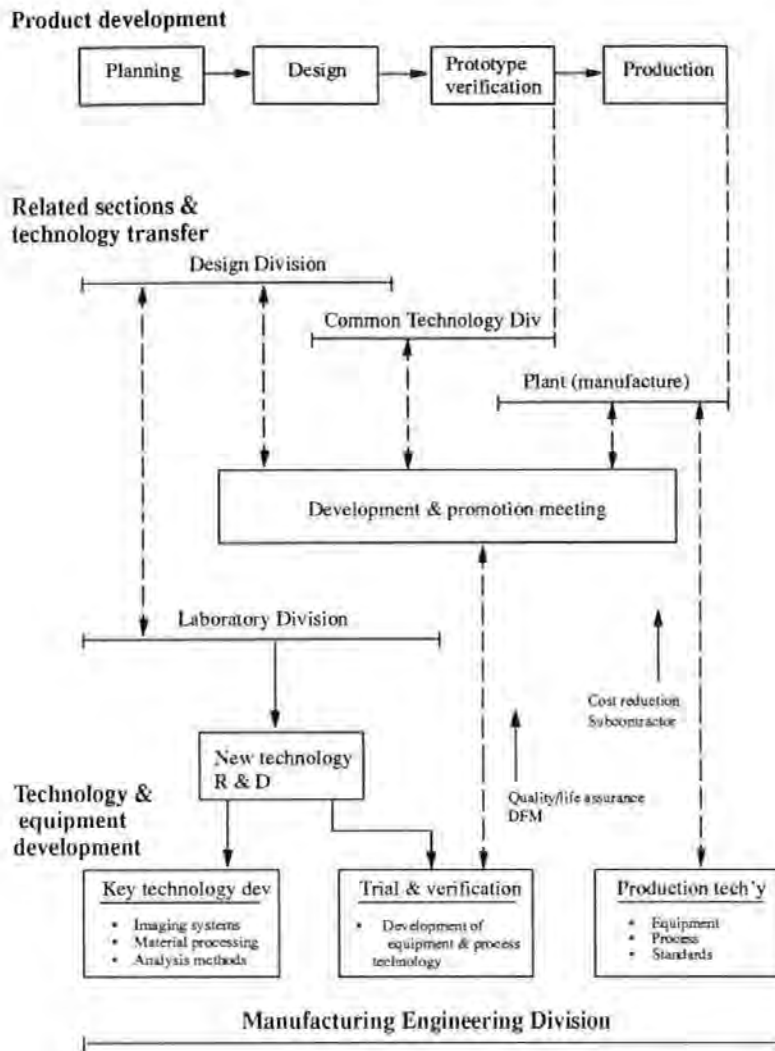 Product development
Planning
Design
Prototype
verification
Production
Related sections &
technology transfer
Design Division
Common Technology Div
Plant (manufacture)
Development & promotion meeting
Laboratory Division
Cost reduction
Subcontractor
New technology
R & D
Quality/life assurance
DFM
Technology &
equipment
development
Key technology dev
• Imaging systems
• Material processing
• Analysis methods
Trial & verification
• Development of
equipment & process
technology
Production tech'y
• Equipment
• Process
• Standards
Manufacturing Engineering Division